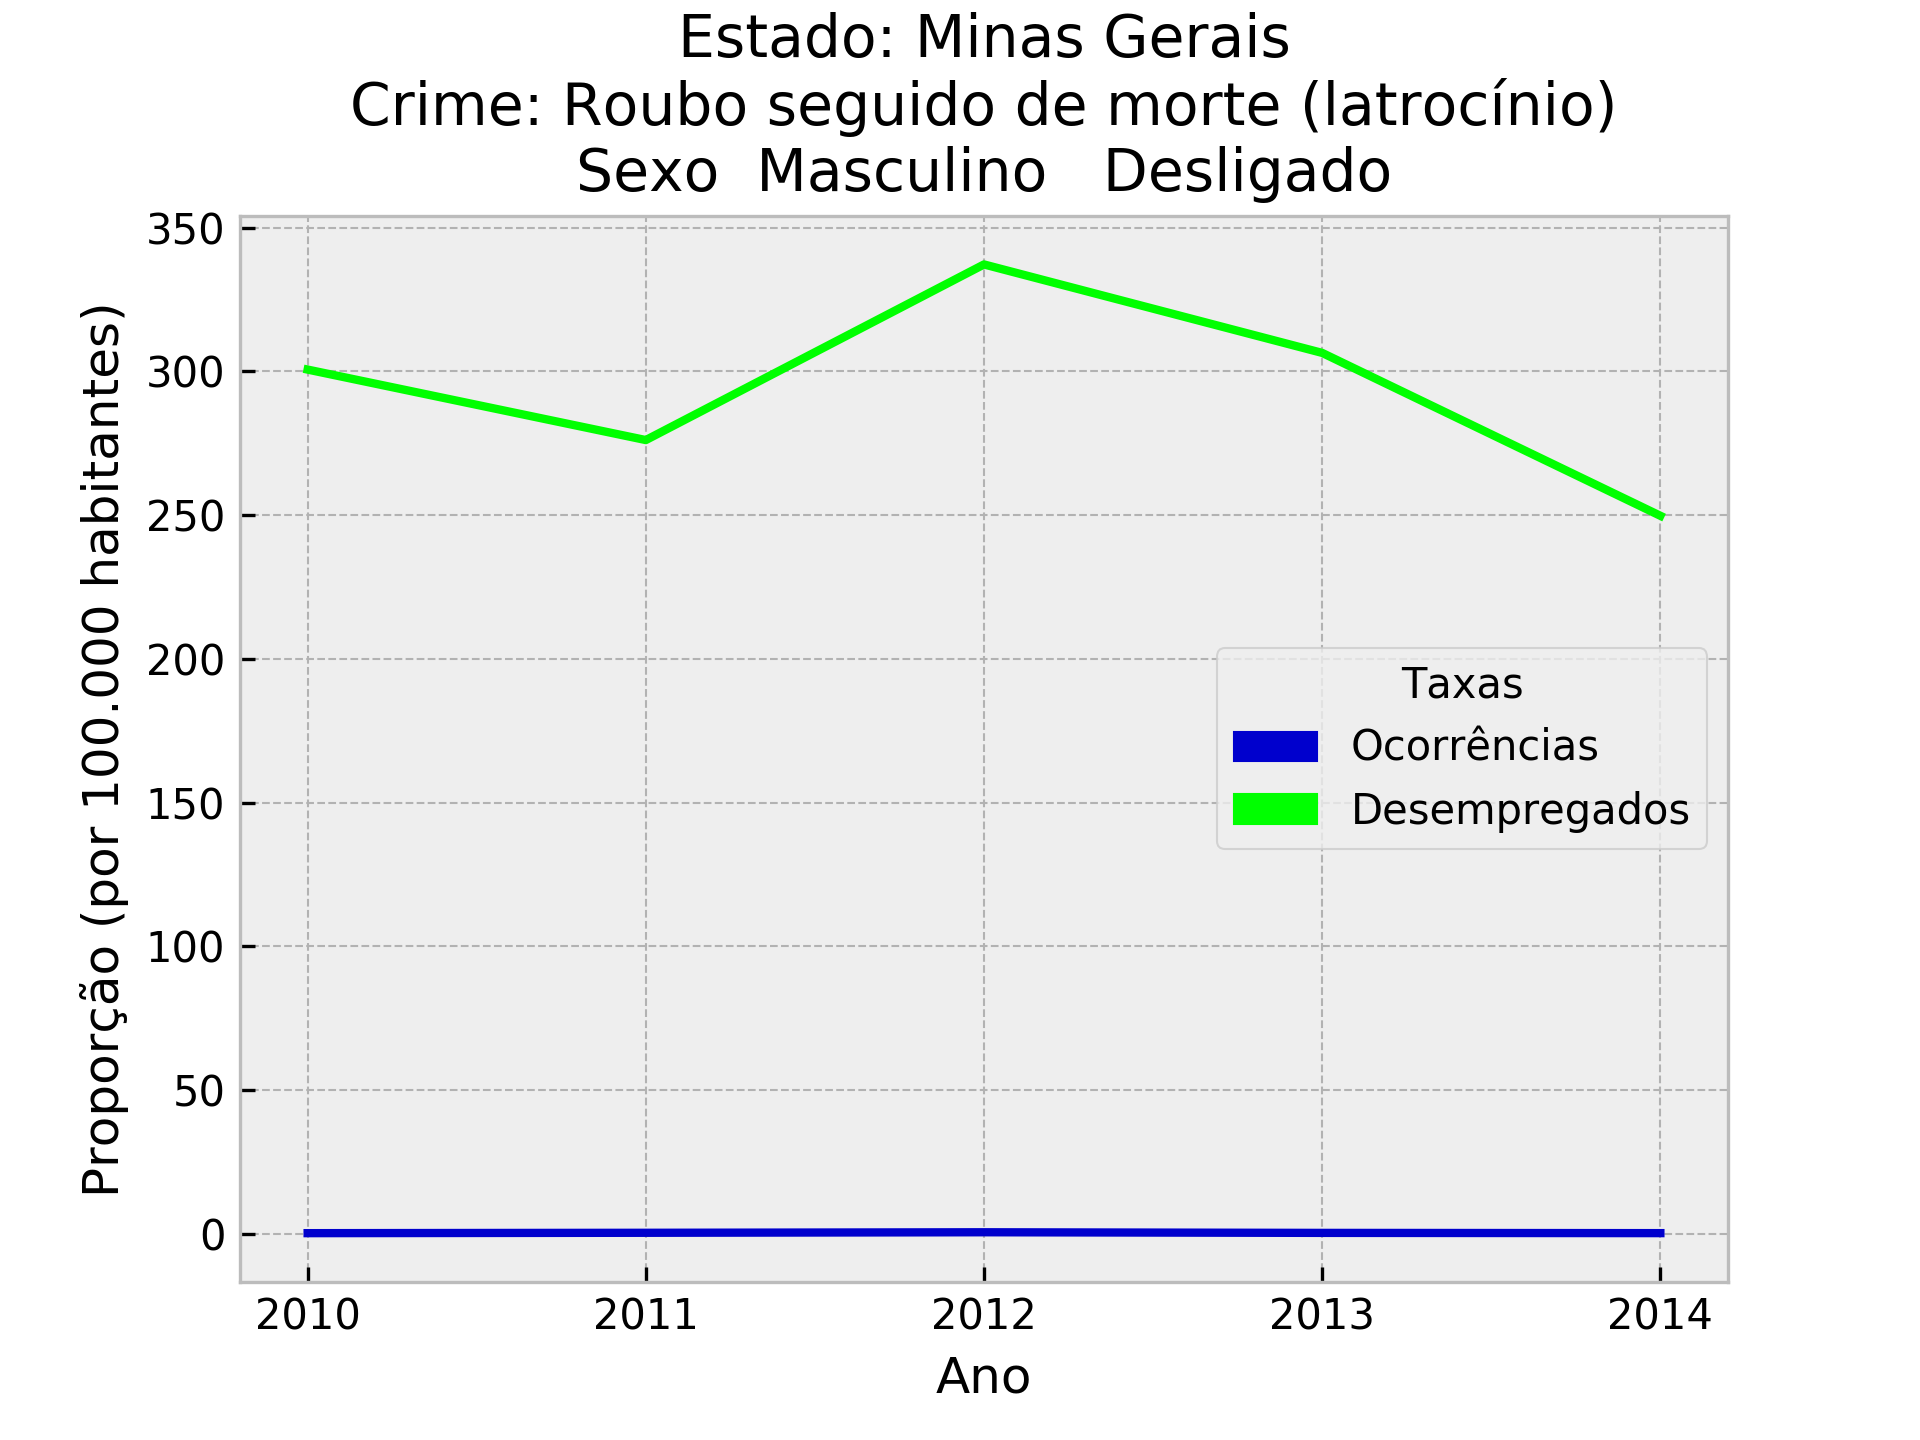 Estado: Minas Gerais
Crime: Roubo seguido de morte (latrocínio)
Sexo  Masculino   Desligado
Proporção (por 100.000 habitantes)
350
300
250
200
150
100
50
0
Taxas
Ocorrências
Desempregados
2010 2011 2012 2013 2014
Ano